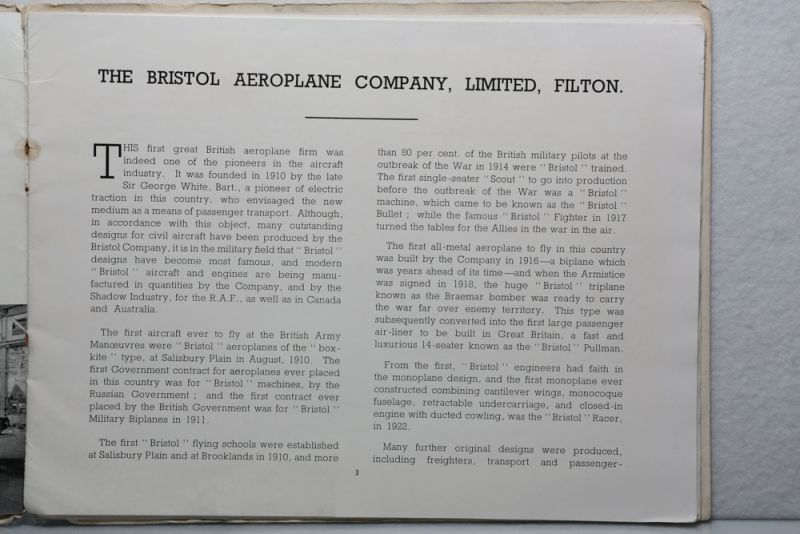 THE BRISTOL AEROPLANE COMPANY, LIMITED, FILTON.
THIS first great British aeroplane firm was
indeed one of the pioneers in the aircraft
industry. It was founded in 1910 by the late
Sir George White, Bart., a pioneer of electric
traction in this country, who envisaged the new
medium as a means of passenger transport. Although,
in accordance with this object, many outstanding
designs for civil aircraft have been produced by the
Bristol Company, it is in the military field that "Bristol"
designs have become most famous, and modern
"Bristol" aircraft and engines are being manu-
factured in quantities by the Company, and by the
Shadow Industry, for the R.A.F., as well as in Canada
and Australia.
The first aircraft ever to fly at the British Army
Manœuvres were "Bristol" aeroplanes of the "box-
kite" type, at Salisbury Plain in August, 1910. The
first Government contract for aeroplanes ever placed
in this country was for "Bristol" machines, by the
Russian Government; and the first contract ever
placed by the British Government was for "Bristol"
Military Biplanes in 1911.
The first "Bristol" flying schools were established
at Salisbury Plain and at Brooklands in 1910, and more
than 80 per cent. of the British military pilots at the
outbreak of the War in 1914 were "Bristol" trained.
The first single-seater "Scout" to go into production
before the outbreak of the War was a "Bristol"
machine, which came to be known as the "Bristol"
Bullet; while the famous "Bristol" Fighter in 1917
turned the tables for the Allies in the war in the air.
The first all-metal aeroplane to fly in this country
was built by the Company in 1916—a biplane which
was years ahead of its time—and when the Armistice
was signed in 1918, the huge "Bristol" triplane
known as the Braemar bomber was ready to carry
the war far over enemy territory. This type was
subsequently converted into the first large passenger
air-liner to be built in Great Britain, a fast and
luxurious 14-seater known as the "Bristol" Pullman.
From the first, "Bristol" engineers had faith in
the monoplane design, and the first monoplane ever
constructed combining cantilever wings, monocoque
fuselage, retractable undercarriage, and closed-in
engine with ducted cowling, was the "Bristol" Racer,
in 1922.
Many further original designs were produced,
including freighters, transport and passenger-
3